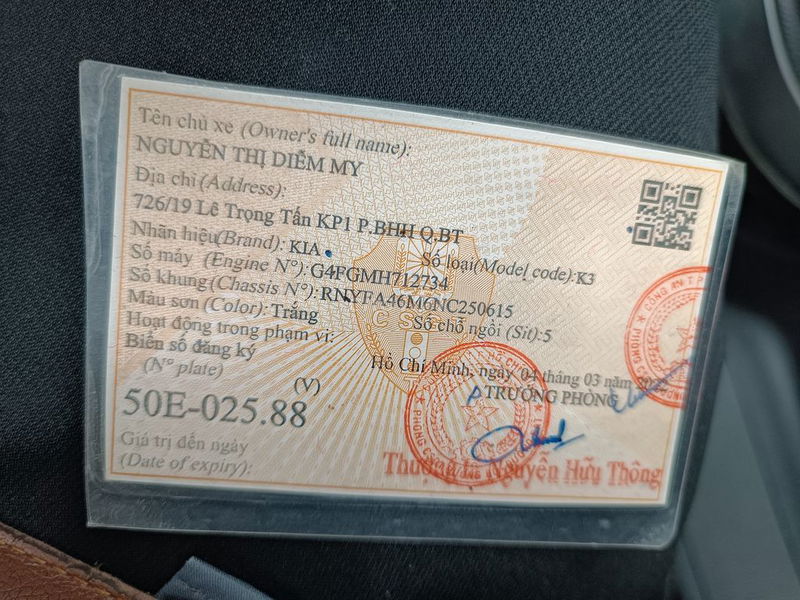 Tên chủ xe (Owner's full name):
NGUYỄN THỊ DIỄM MY
Địa chỉ (Address):
726/19 Lê Trọng Tấn KP1 P.BHH Q.BT
Nhãn hiệu(Brand): KIA Số loại(Model code):K3
Số máy (Engine N°):G4FGMH712734
Số khung(Chassis N°):RNYFA46M6NC250615
Màu sơn (Color): Trắng Số chỗ ngồi (Sit):5
Hoạt động trong phạm vi:
Biển số đăng ký Hồ Chí Minh, ngày 04 tháng 03 năm
(N° plate) TRƯỞNG PHÒNG
(V)
50E-025.88
Giá trị đến ngày
(Date of expiry):
Nguyễn Hữu Thông
CÔNG AN T.P